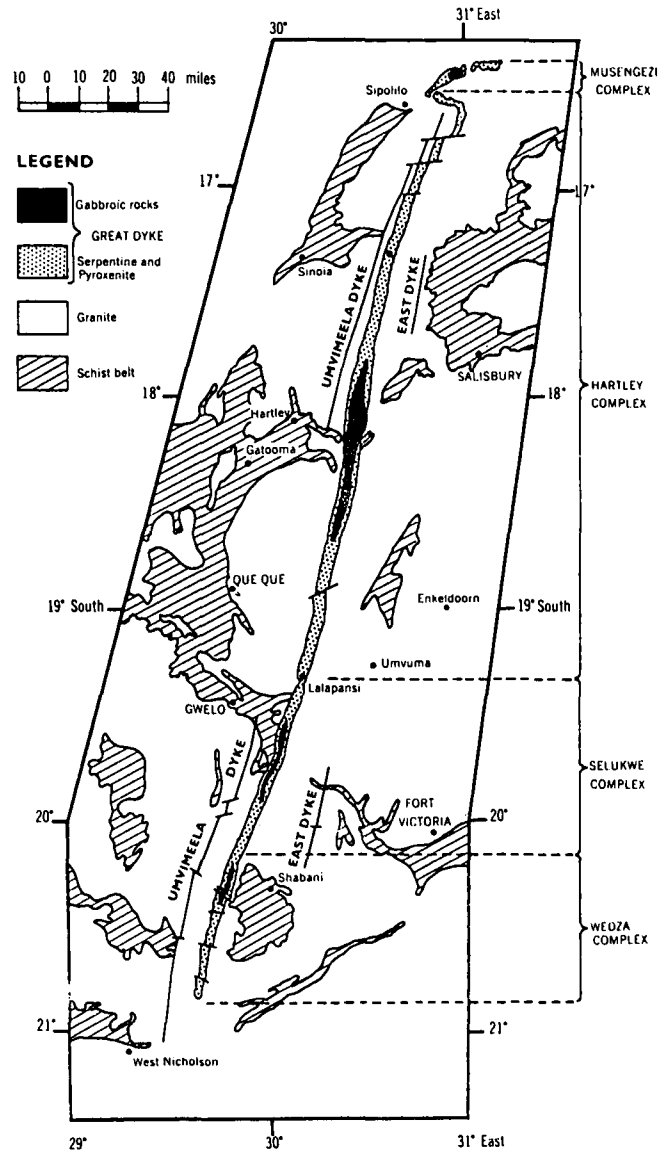 30°
31° East
10 0 10 20 30 40 miles
MUSENGEZI
COMPLEX
Sipolilo
LEGEND
17°
17°
Gabbroic rocks
GREAT DYKE
Serpentine and
Pyroxenite
Sinoia
EAST DYKE
UMVIMEELA DYKE
Granite
Schist belt
SALISBURY
HARTLEY
COMPLEX
18°
18°
Hartley
Gatooma
QUE QUE
Enkeldoorn
19° South
19° South
Umvuma
Lalapansi
GWELO
SELUKWE
COMPLEX
UMVIMEELA DYKE
EAST DYKE
FORT
VICTORIA
20°
20°
Shabani
WEDZA
COMPLEX
21°
21°
West Nicholson
29°
30°
31° East